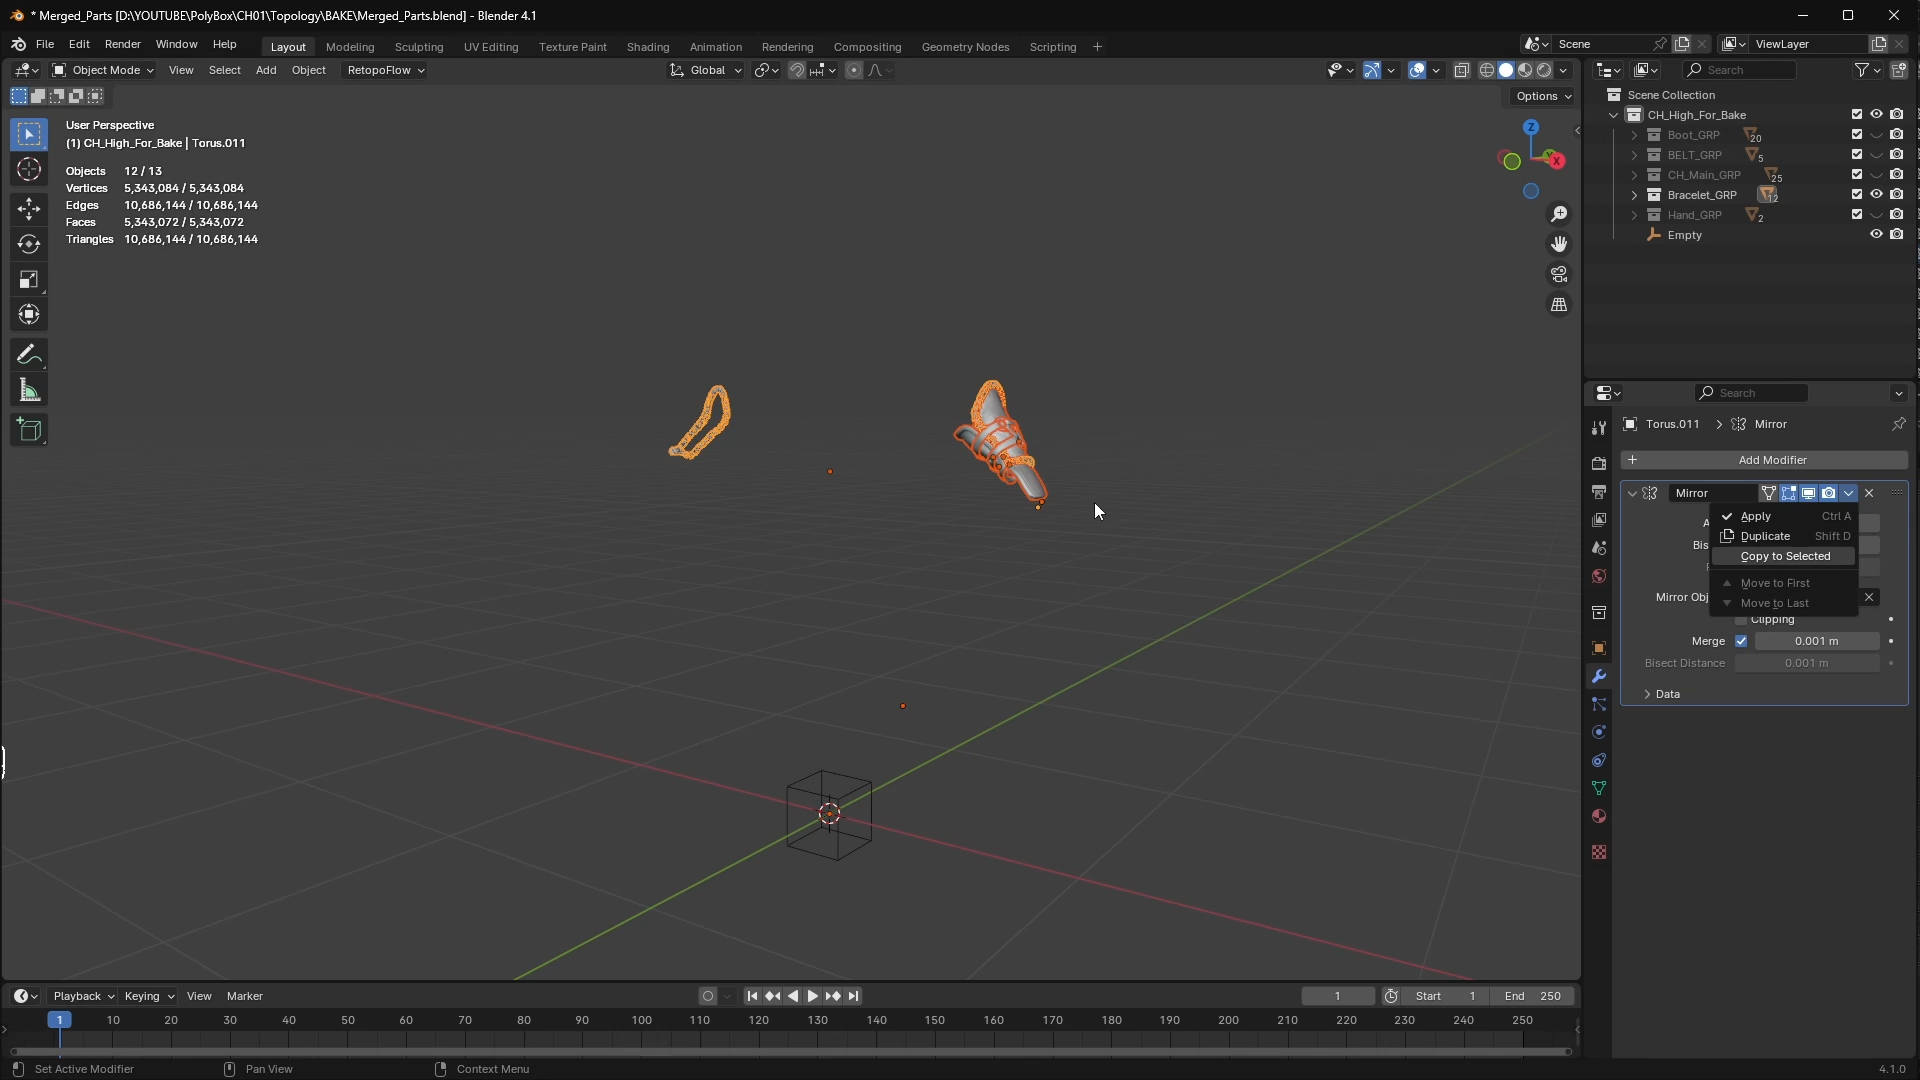 * Merged_Parts [D:\YOUTUBE\PolyBox\CH01\Topology\BAKE\Merged_Parts.blend] - Blender 4.1
File Edit Render Window Help Layout Modeling Sculpting UV Editing Texture Paint Shading Animation Rendering Compositing Geometry Nodes Scripting + Scene ViewLayer
Object Mode View Select Add Object RetopoFlow Global Search
Options
User Perspective
(1) CH_High_For_Bake | Torus.011
Objects 12 / 13
Vertices 5,343,084 / 5,343,084
Edges 10,686,144 / 10,686,144
Faces 5,343,072 / 5,343,072
Triangles 10,686,144 / 10,686,144
Z
X
Scene Collection
CH_High_For_Bake
Boot_GRP 20
BELT_GRP 5
CH_Main_GRP 25
Bracelet_GRP 12
Hand_GRP 2
Empty
Search
Torus.011 > Mirror
+ Add Modifier
Mirror
Apply Ctrl A
Duplicate Shift D
Bis
Copy to Selected
Move to First
Mirror Obj
Move to Last
Clipping
Merge 0.001 m
Bisect Distance 0.001 m
Data
Playback Keying View Marker 1 Start 1 End 250
1 10 20 30 40 50 60 70 80 90 100 110 120 130 140 150 160 170 180 190 200 210 220 230 240 250
Set Active Modifier Pan View Context Menu 4.1.0